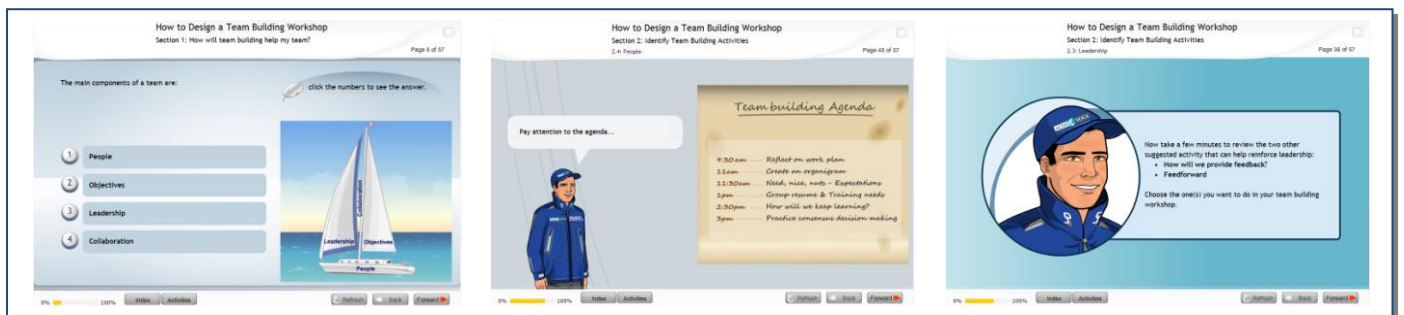 How to Design a Team Building Workshop
Section 1: How will team building help my team?
Page 8 of 57
The main components of a team are:
click the numbers to see the answer.
1 People
2 Objectives
3 Leadership
4 Collaboration
Collaboration
Leadership
Objectives
People
0% 100% Index Activities Refresh Back Forward
How to Design a Team Building Workshop
Section 2: Identify Team Building Activities
2.4: People
Page 45 of 57
Pay attention to the agenda...
Team building Agenda
9:30am Reflect on work plan
11am Create an organigram
11:30am Need, nice, nuts - Expectations
1pm Group resume & Training needs
2:30pm How will we keep learning?
3pm Practice consensus decision making
0% 100% Index Activities Refresh Back Forward
How to Design a Team Building Workshop
Section 2: Identify Team Building Activities
2.3: Leadership
Now take a few minutes to review the two other
suggested activity that can help reinforce leadership:
• How will we provide feedback?
• Feedforward
Choose the one(s) you want to do in your team building
workshop.
0% 100% Index Activities Refresh Back Forward